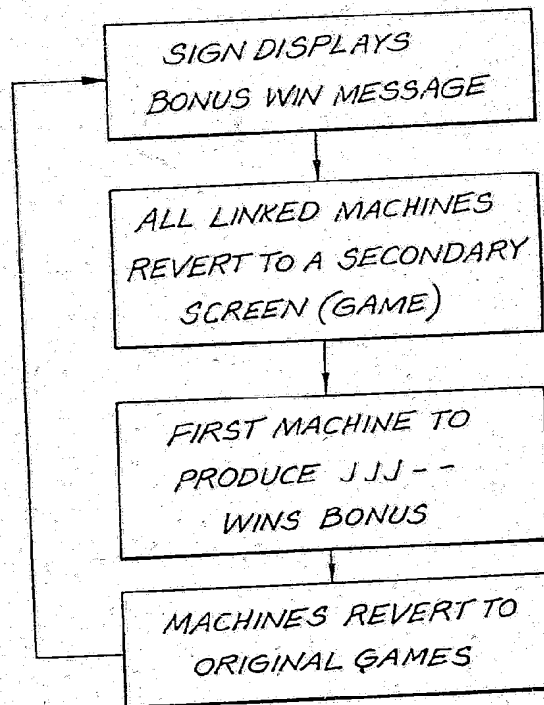 SIGN DISPLAYS
BONUS WIN MESSAGE
ALL LINKED MACHINES
REVERT TO A SECONDARY
SCREEN (GAME)
FIRST MACHINE TO
PRODUCE JJJ--
WINS BONUS
MACHINES REVERT TO
ORIGINAL GAMES